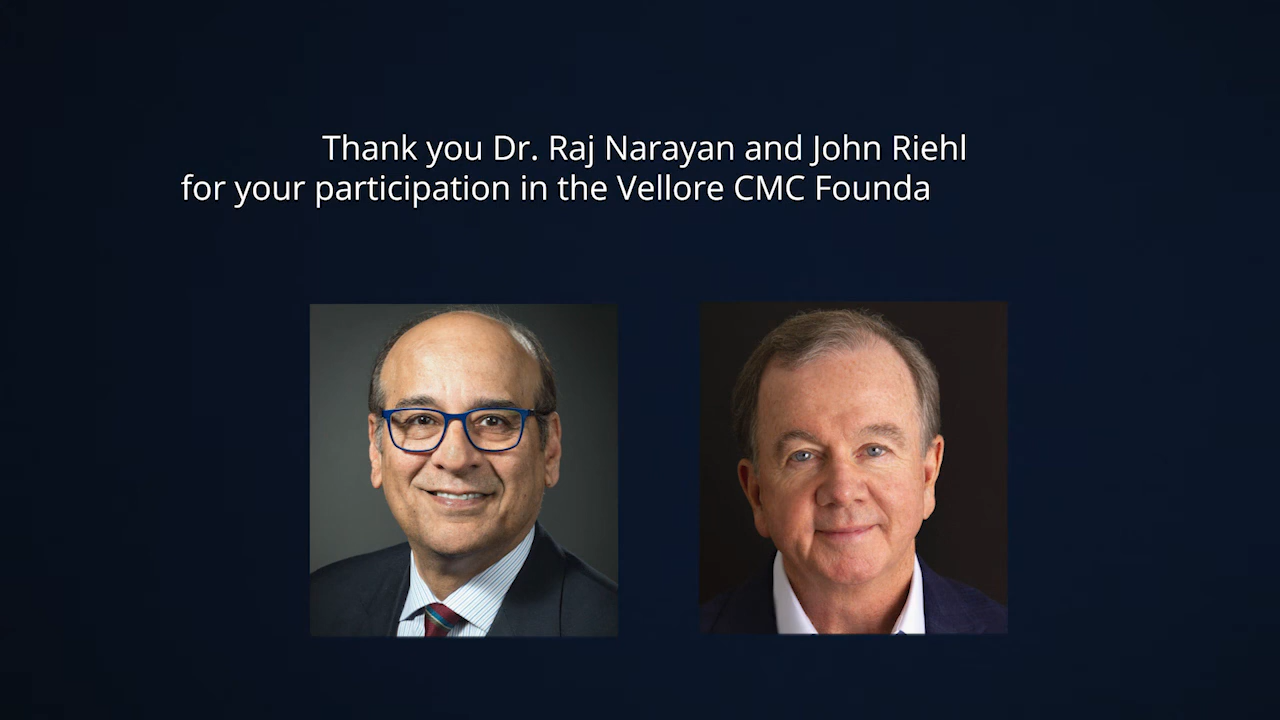 Thank you Dr. Raj Narayan and John Riehl
for your participation in the Vellore CMC Founda